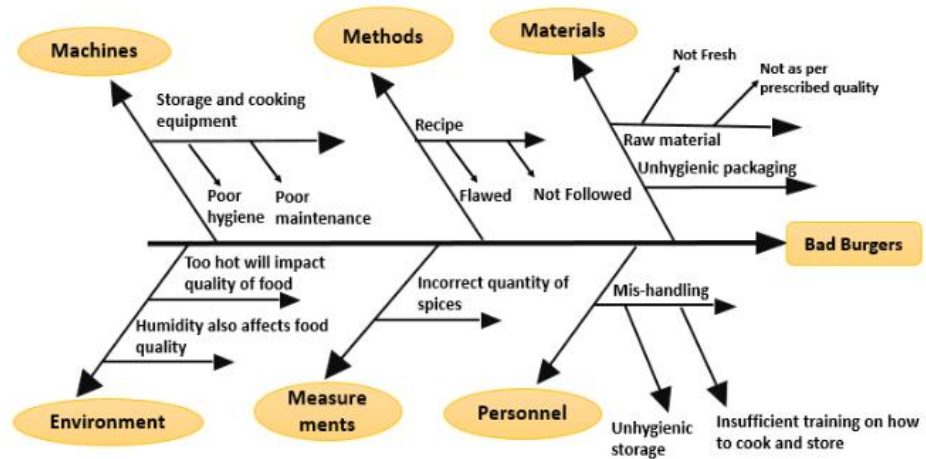 Machines
Methods
Materials
Storage and cooking
equipment
Poor
hygiene
Poor
maintenance
Recipe
Flawed
Not Followed
Not Fresh
Not as per
prescribed quality
Raw material
Unhygienic packaging
Bad Burgers
Too hot will impact
quality of food
Humidity also affects food
quality
Environment
Incorrect quantity of
spices
Measure
ments
Mis-handling
Personnel
Unhygienic
storage
Insufficient training on how
to cook and store